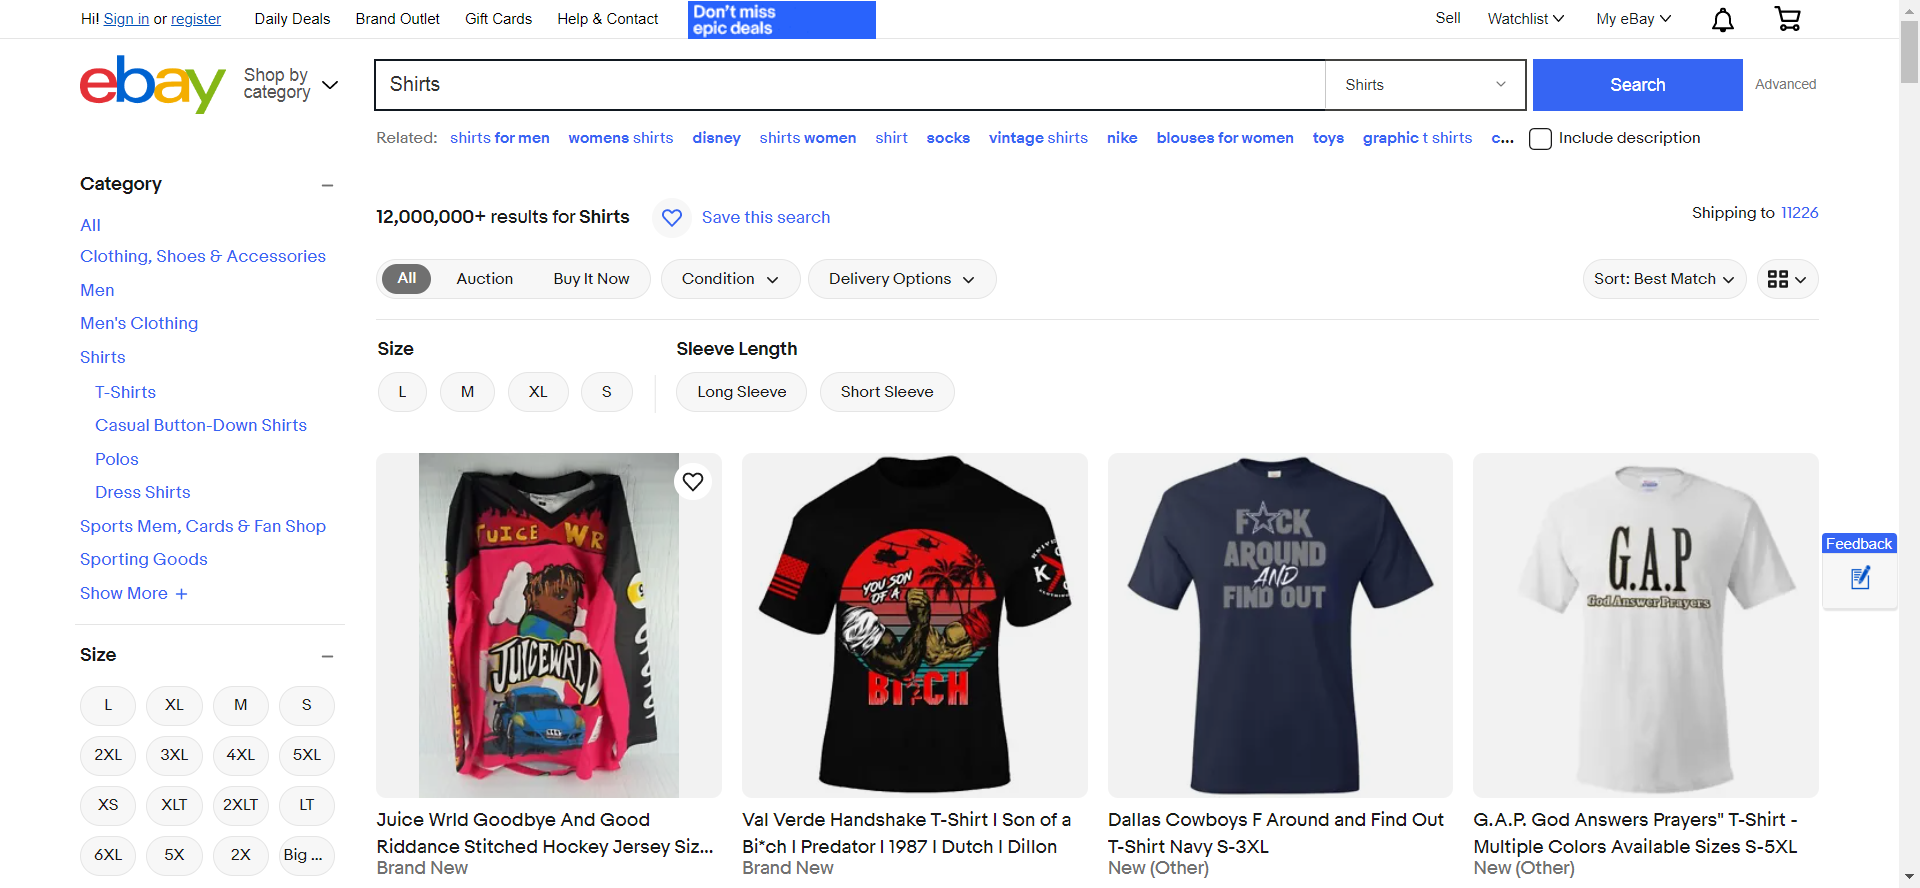 Hi! Sign in or register
Daily Deals
Brand Outlet
Gift Cards
Help & Contact
Don't miss
epic deals
Sell
Watchlist
My eBay
ebay
Shop by
category
Shirts
Shirts
Search
Advanced
Related: shirts for men womens shirts disney shirts women shirt socks vintage shirts nike blouses for women toys graphic t shirts c...
Include description
Category
All
Clothing, Shoes & Accessories
Men
Men's Clothing
Shirts
T-Shirts
Casual Button-Down Shirts
Polos
Dress Shirts
Sports Mem, Cards & Fan Shop
Sporting Goods
Show More +
Size
L XL M S
2XL 3XL 4XL 5XL
XS XLT 2XLT LT
6XL 5X 2X Big ...
12,000,000+ results for Shirts
Save this search
Shipping to 11226
All
Auction
Buy It Now
Condition
Delivery Options
Sort: Best Match
Size
L M XL S
Sleeve Length
Long Sleeve
Short Sleeve
JUICE WR
JUICEWRLD
Juice Wrld Goodbye And Good
Riddance Stitched Hockey Jersey Siz...
Brand New
YOU SON
OF A
BI*CH
K
Val Verde Handshake T-Shirt I Son of a
Bi*ch I Predator I 1987 I Dutch I Dillon
Brand New
F☆CK
AROUND
AND
FIND OUT
Dallas Cowboys F Around and Find Out
T-Shirt Navy S-3XL
New (Other)
G.A.P
God Answer Prayers
G.A.P. God Answers Prayers" T-Shirt -
Multiple Colors Available Sizes S-5XL
New (Other)
Feedback